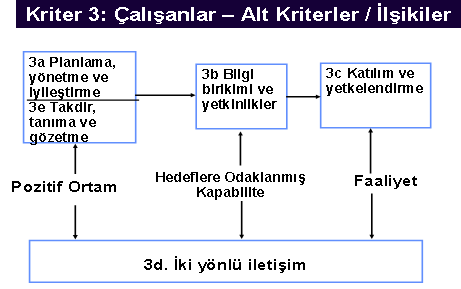 Kriter 3: Çalışanlar – Alt Kriterler / İlşikiler
3a Planlama,
yönetme ve
iyileştirme
3e Takdir,
tanıma ve
gözetme
3b Bilgi
birikimi ve
yetkinlikler
3c Katılım ve
yetkelendirme
Pozitif Ortam
Hedeflere Odaklanmış
Kapabilite
Faaliyet
3d. İki yönlü iletişim